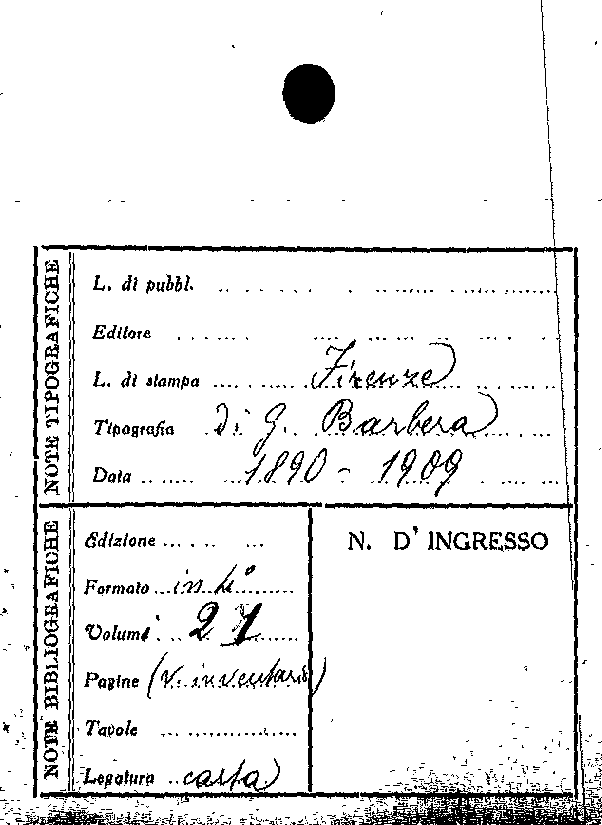 NOTE TIPOGRAFICHE
L. di pubbl.
Editore
L. di stampa Firenze
Tipografia di G. Barbera
Data 1890 - 1909
NOTE BIBLIOGRAFICHE
Edizione
Formato in 4°
Volumi 21
Pagine (V. inventario)
Tavole
Legatura carta
N. D' INGRESSO